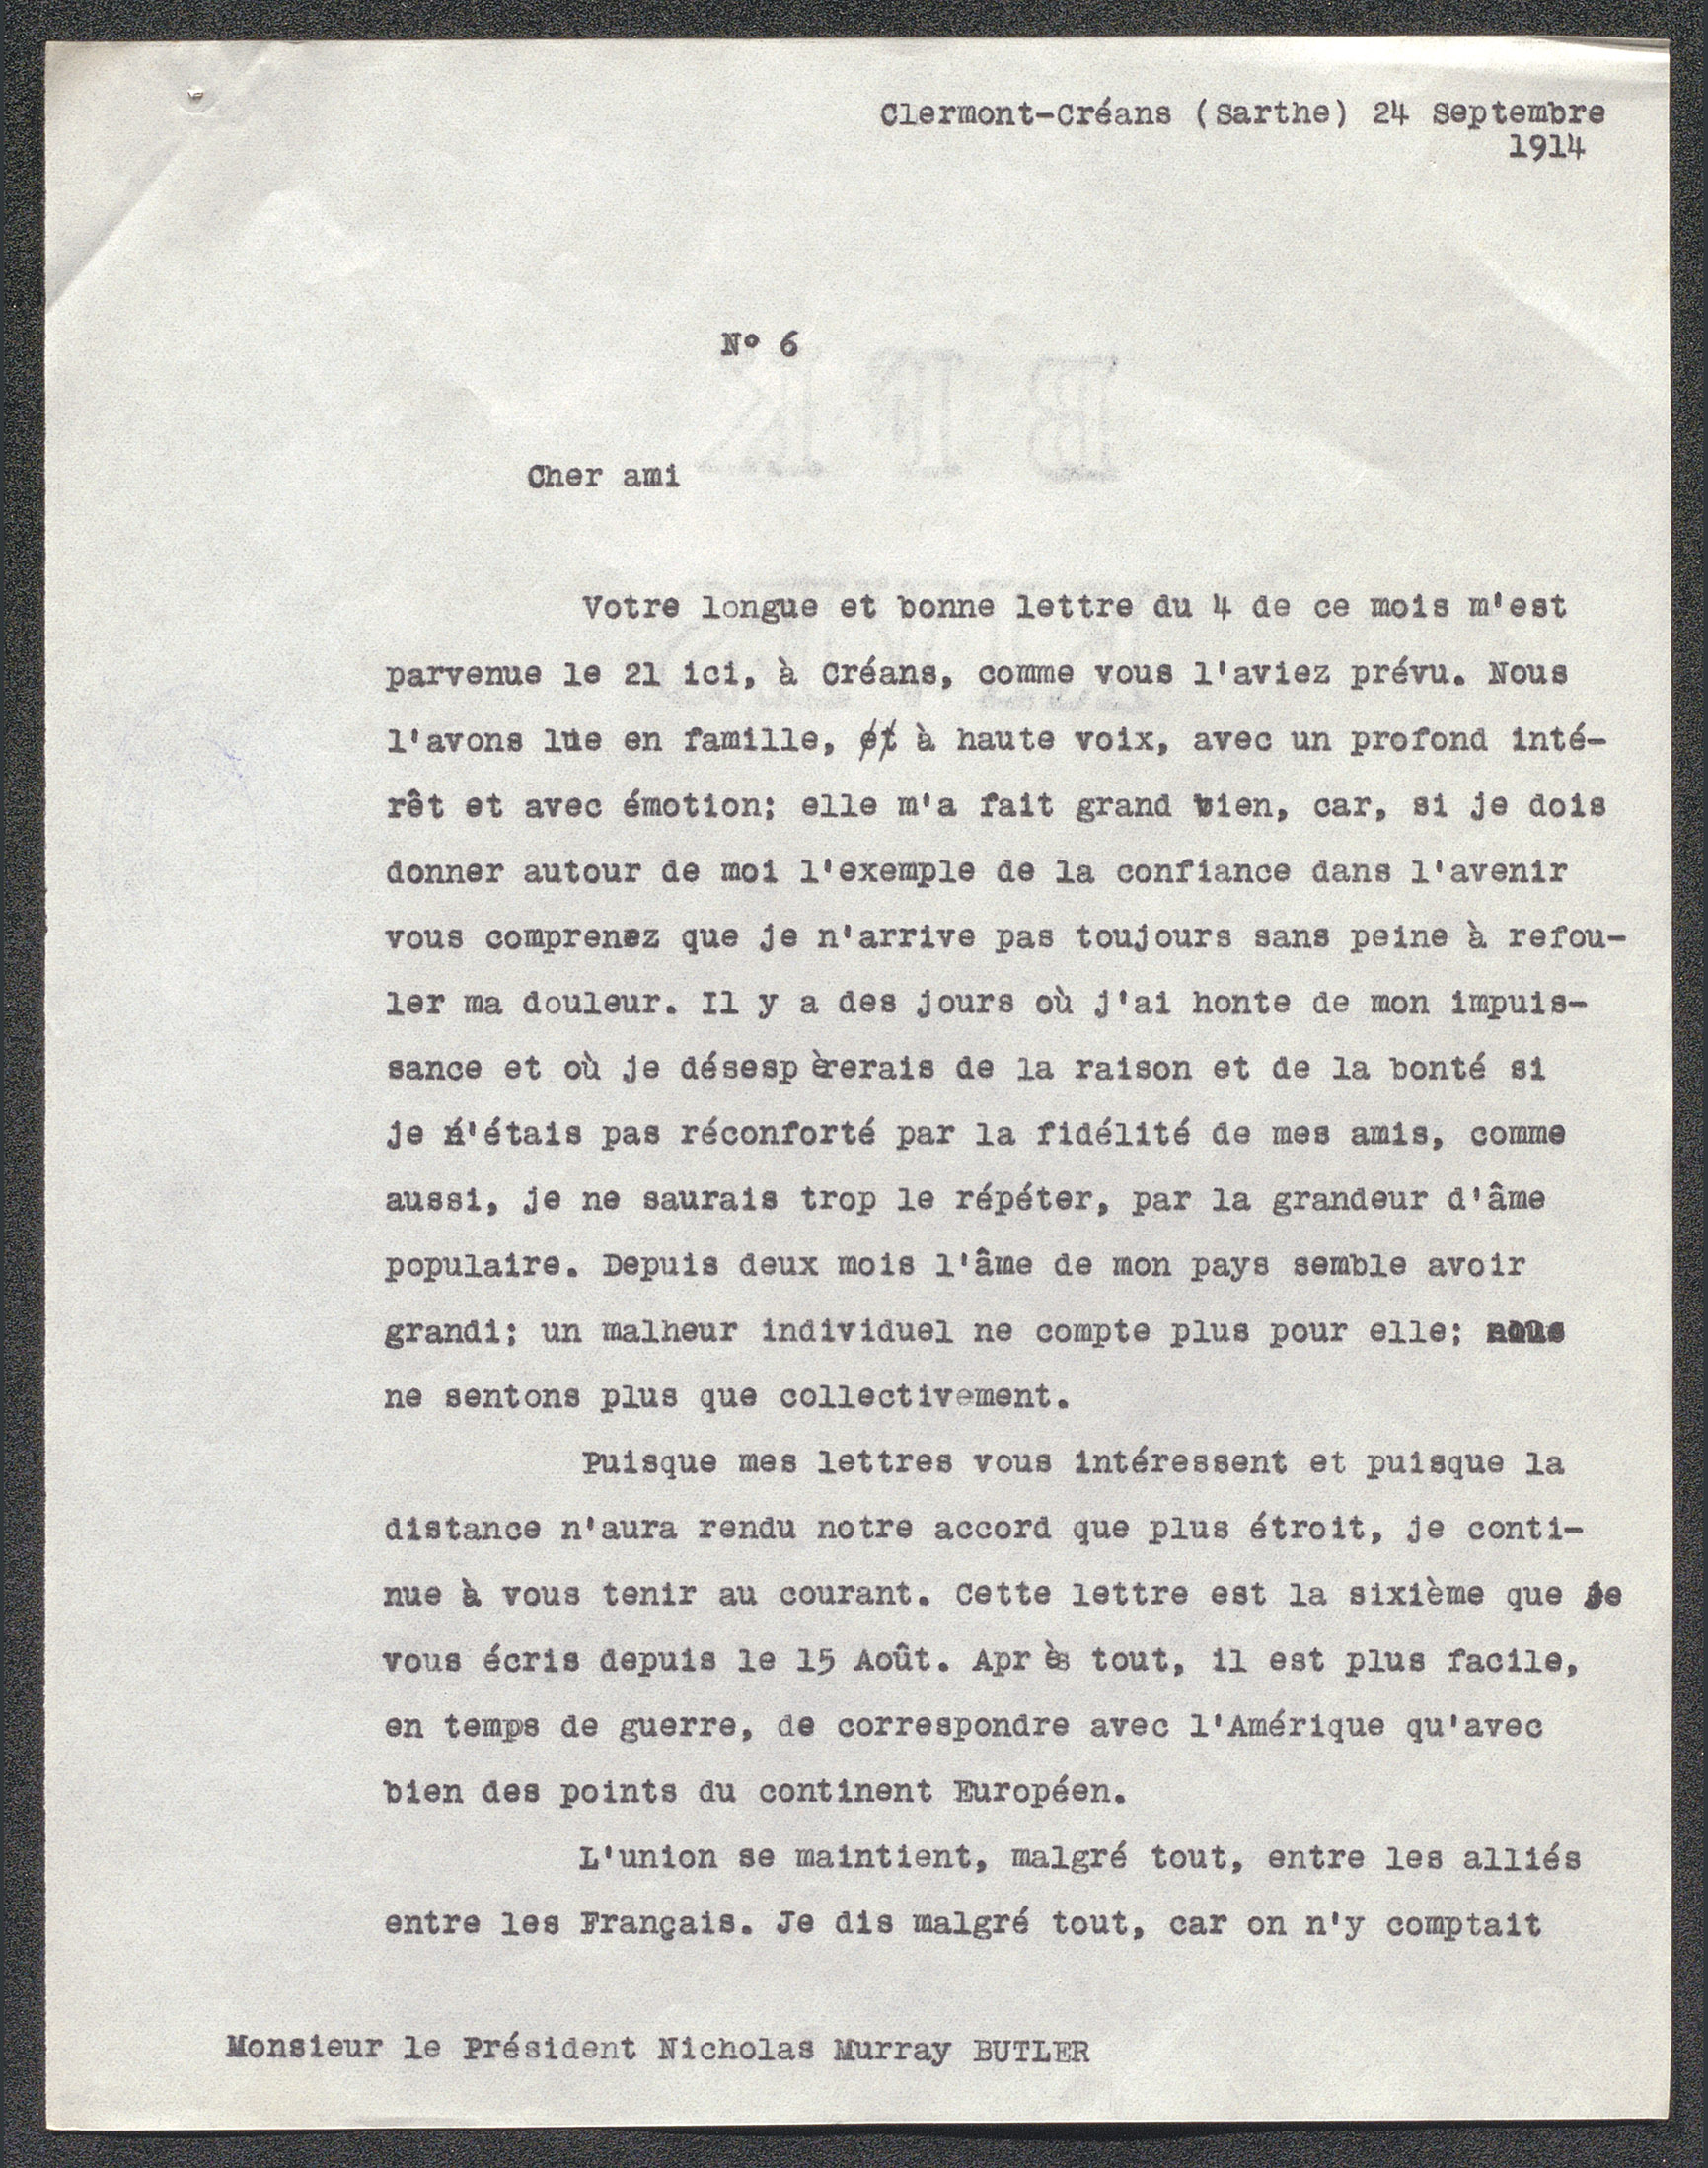 Clermont-Créans (Sarthe) 24 Septembre
1914
N° 6
Cher ami
Votre longue et bonne lettre du 4 de ce mois m'est
parvenue le 21 ici, à Créans, comme vous l'aviez prévu. Nous
l'avons lue en famille, et à haute voix, avec un profond inté-
rêt et avec émotion; elle m'a fait grand bien, car, si je dois
donner autour de moi l'exemple de la confiance dans l'avenir
vous comprenez que je n'arrive pas toujours sans peine à refou-
ler ma douleur. Il y a des jours où j'ai honte de mon impuis-
sance et où je désespèrerais de la raison et de la bonté si
je n'étais pas réconforté par la fidélité de mes amis, comme
aussi, je ne saurais trop le répéter, par la grandeur d'âme
populaire. Depuis deux mois l'âme de mon pays semble avoir
grandi; un malheur individuel ne compte plus pour elle;
ne sentons plus que collectivement.
Puisque mes lettres vous intéressent et puisque la
distance n'aura rendu notre accord que plus étroit, je conti-
nue à vous tenir au courant. Cette lettre est la sixième que je
vous écris depuis le 15 Août. Après tout, il est plus facile,
en temps de guerre, de correspondre avec l'Amérique qu'avec
bien des points du continent Européen.
L'union se maintient, malgré tout, entre les alliés
entre les Français. Je dis malgré tout, car on n'y comptait
Monsieur le Président Nicholas Murray BUTLER